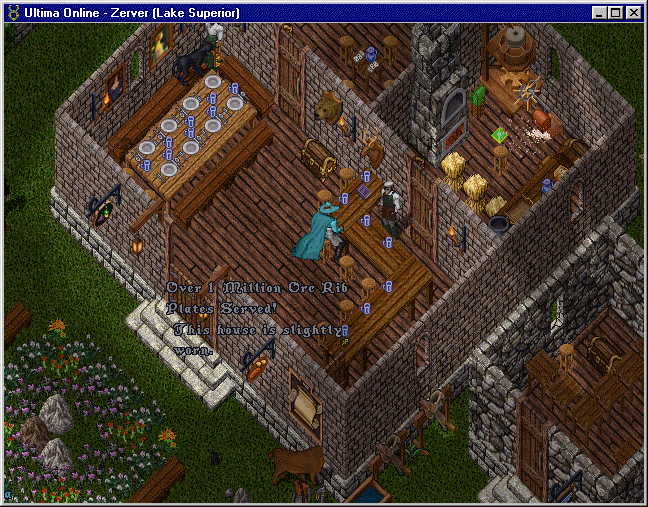 Ultima Online - Zerver (Lake Superior)
Over 1 Million Orc Rib
Plates Served!
This house is slightly
worn.